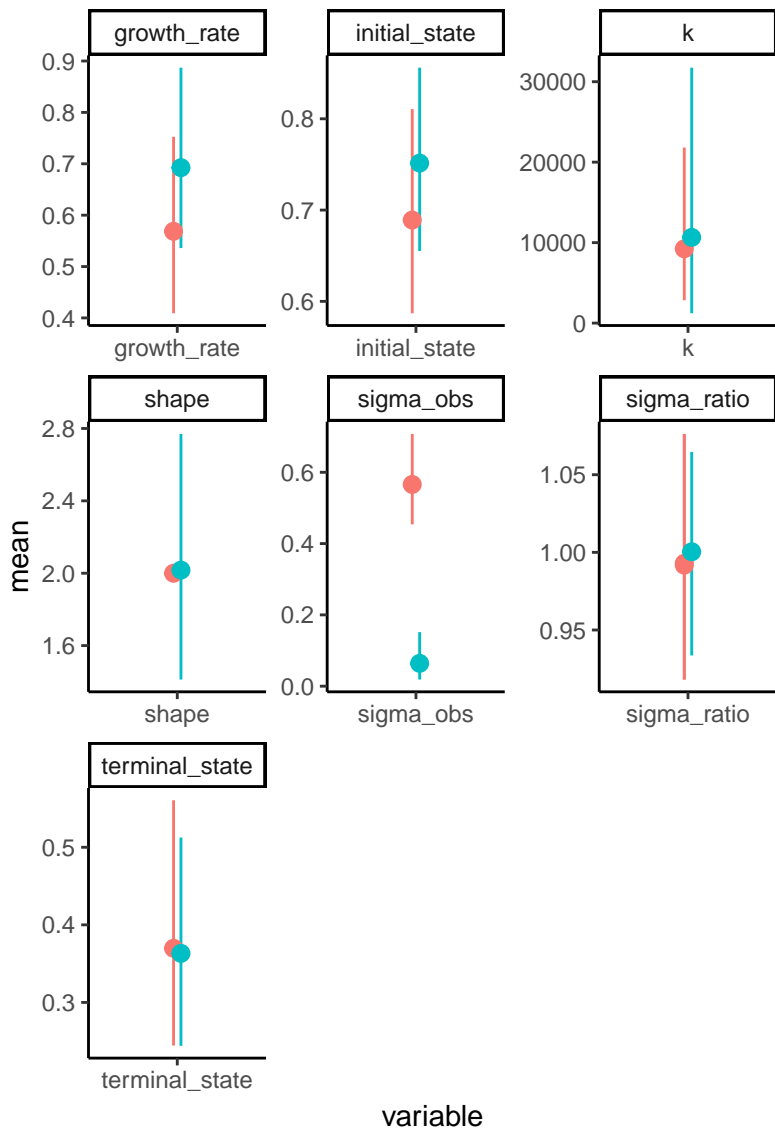 growth_rate
initial_state
k
0.9
0.8
0.7
0.6
0.5
0.4
growth_rate
0.8
0.7
0.6
initial_state
30000
20000
10000
0
k
shape
sigma_obs
sigma_ratio
2.8
2.4
2.0
1.6
shape
0.6
0.4
0.2
0.0
sigma_obs
1.05
1.00
0.95
sigma_ratio
mean
terminal_state
0.5
0.4
0.3
terminal_state
variable